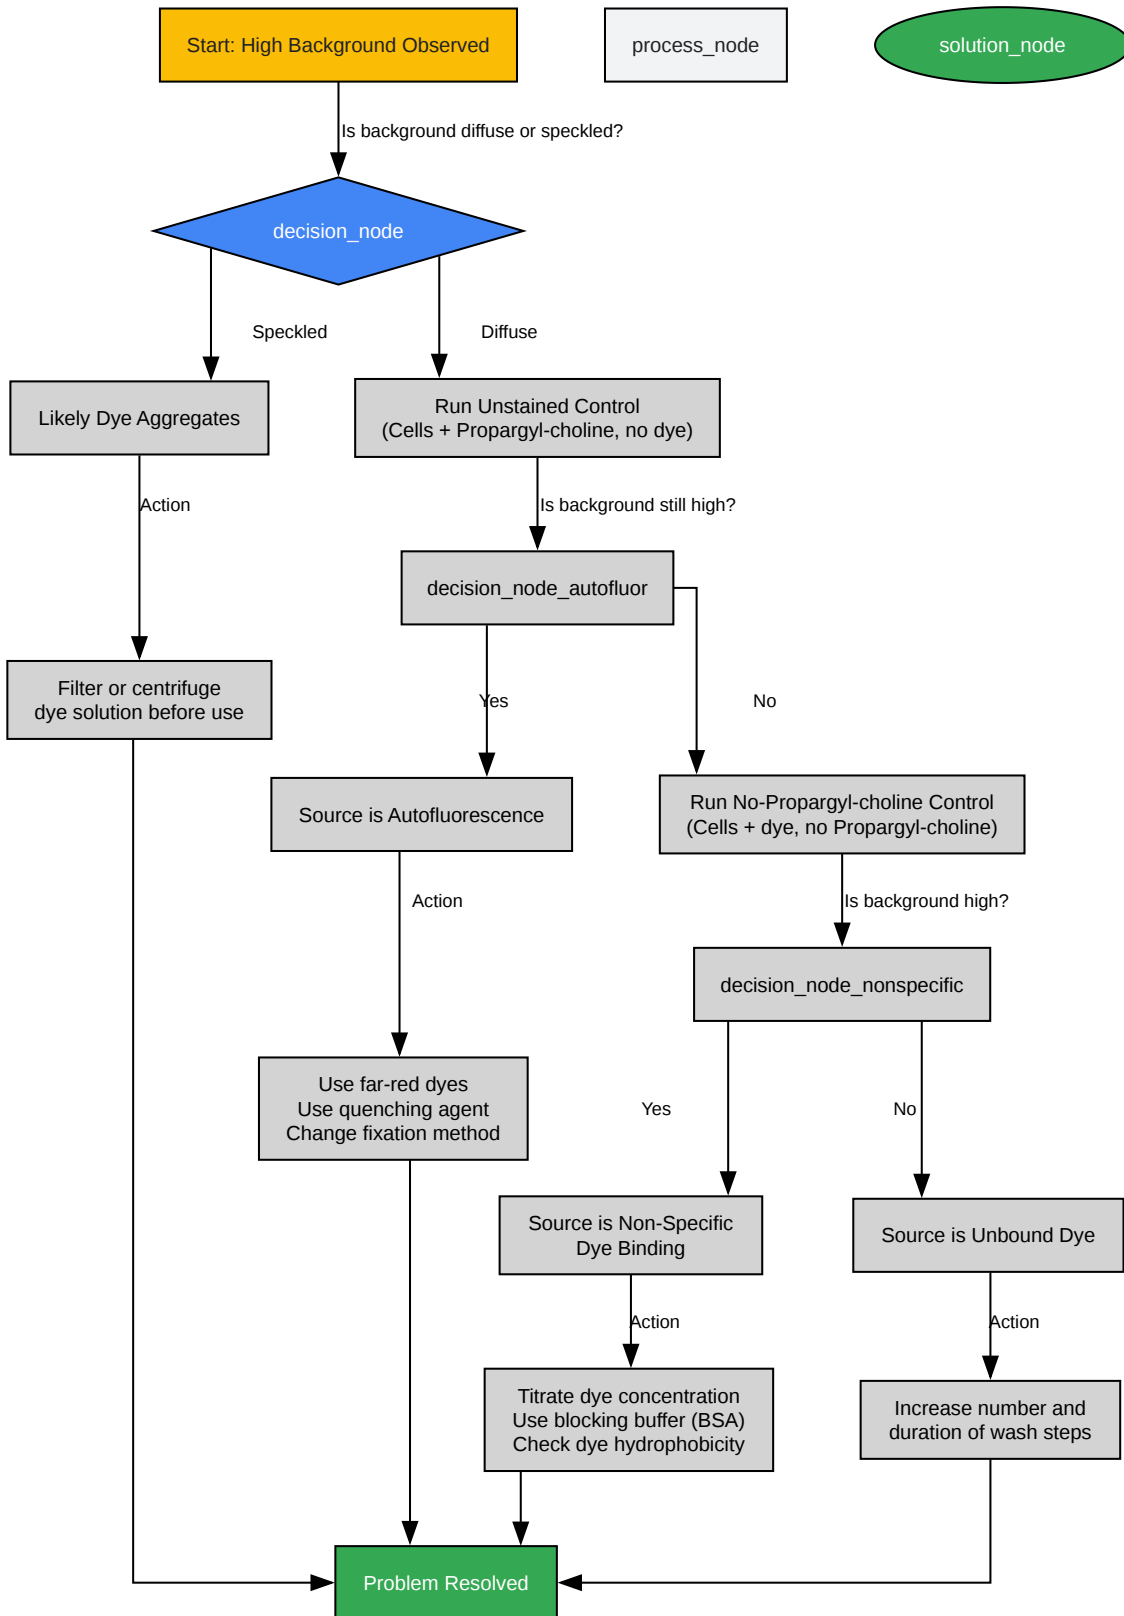 Start: High Background Observed
process_node
solution_node
Is background diffuse or speckled?
decision_node
Speckled
Diffuse
Likely Dye Aggregates
Run Unstained Control
(Cells + Propargyl-choline, no dye)
Action
Is background still high?
decision_node_autofluor
Filter or centrifuge
dye solution before use
Yes
No
Source is Autofluorescence
Run No-Propargyl-choline Control
(Cells + dye, no Propargyl-choline)
Action
Is background high?
decision_node_nonspecific
Use far-red dyes
Use quenching agent
Change fixation method
Yes
No
Source is Non-Specific
Dye Binding
Source is Unbound Dye
Action
Action
Titrate dye concentration
Use blocking buffer (BSA)
Check dye hydrophobicity
Increase number and
duration of wash steps
Problem Resolved